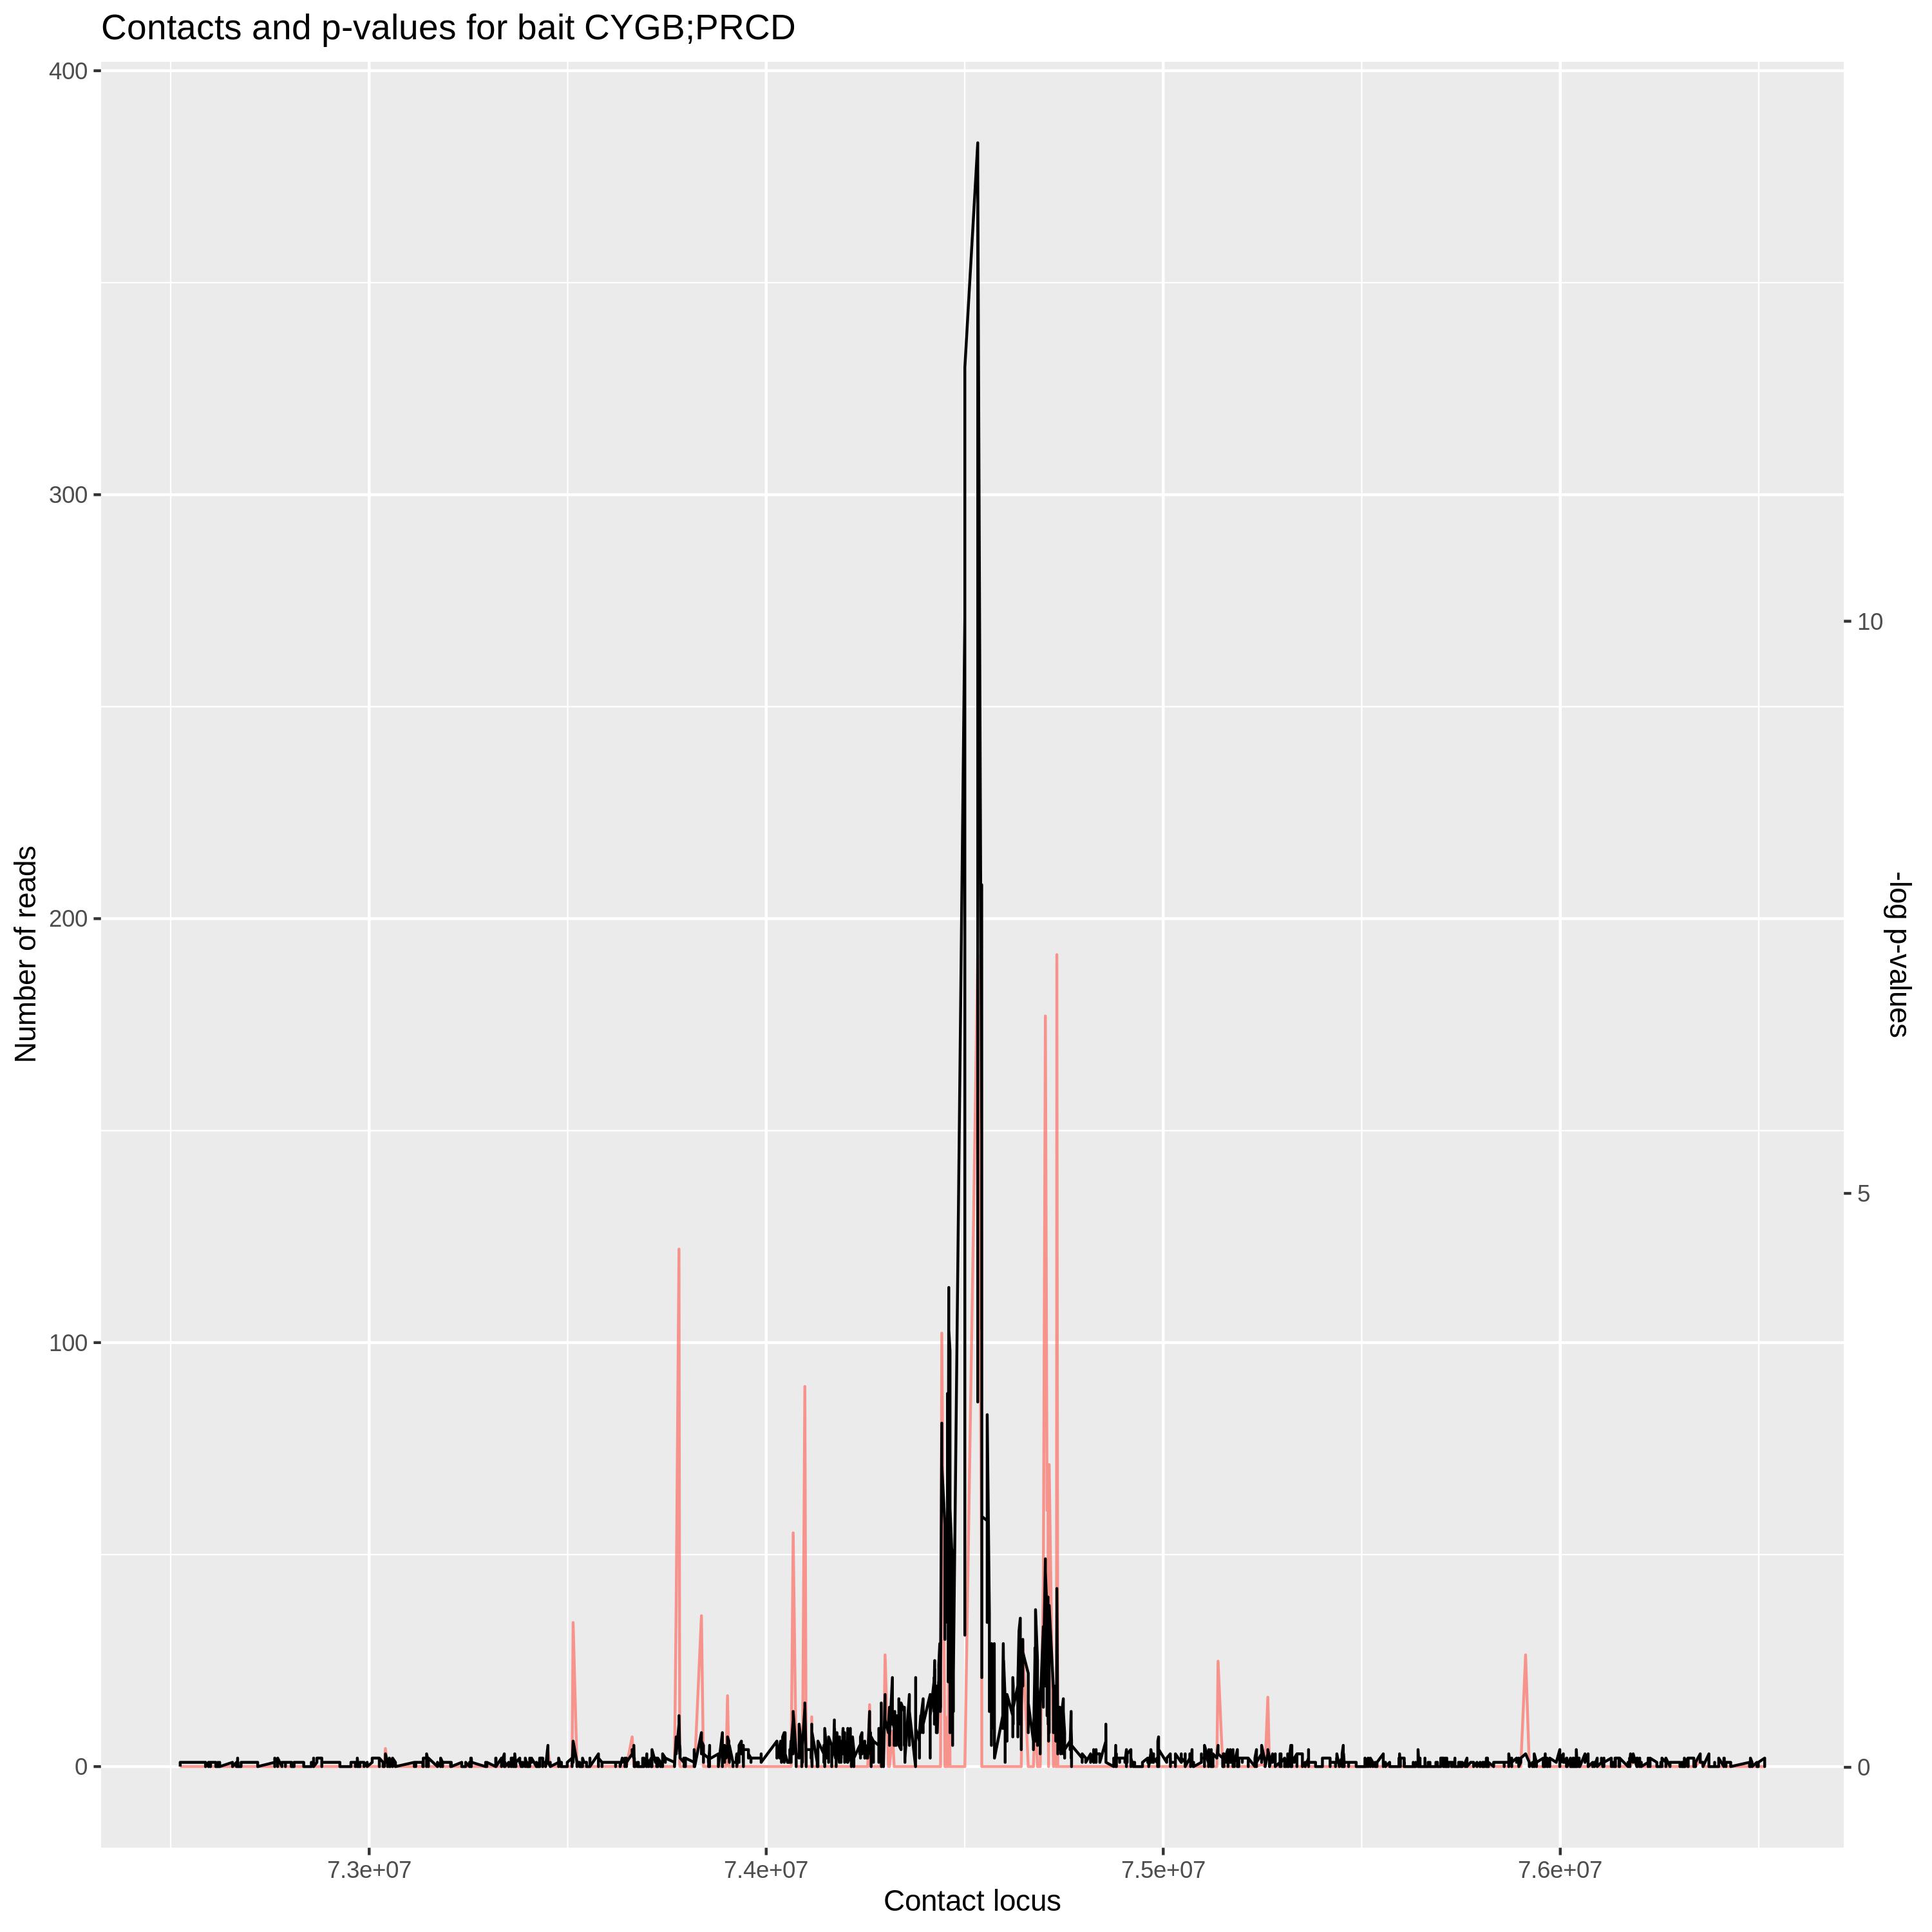 Contacts and p-values for bait CYGB;PRCD
400
300
200
100
0
Number of reads
10
5
0
-log p-values
7.3e+07
7.4e+07
7.5e+07
7.6e+07
Contact locus